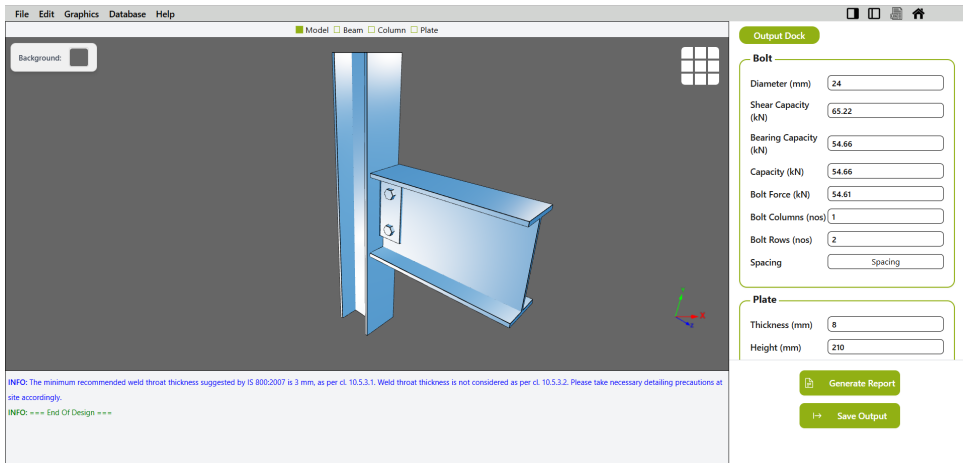 File Edit Graphics Database Help
Model Beam Column Plate
Background:
X
z
INFO: The minimum recommended weld throat thickness suggested by IS 800:2007 is 3 mm, as per cl. 10.5.3.1. Weld throat thickness is not considered as per cl. 10.5.3.2. Please take necessary detailing precautions at
site accordingly.
INFO: === End Of Design ===
Output Dock
Bolt
Diameter (mm) 24
Shear Capacity
(kN) 65.22
Bearing Capacity
(kN) 54.66
Capacity (kN) 54.66
Bolt Force (kN) 54.61
Bolt Columns (nos) 1
Bolt Rows (nos) 2
Spacing Spacing
Plate
Thickness (mm) 8
Height (mm) 210
Generate Report
Save Output